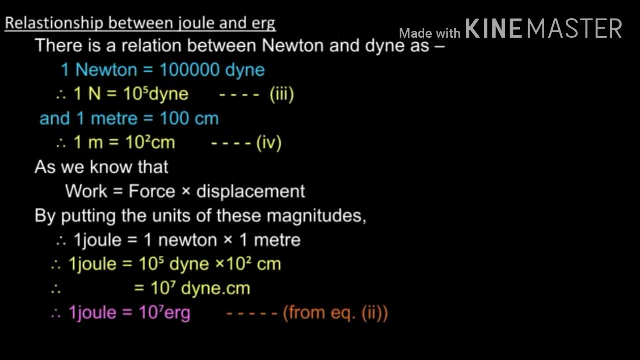 Relastionship between joule and erg
Made with KINEMASTER
There is a relation between Newton and dyne as –
1 Newton = 100000 dyne
∴ 1 N = 10⁵dyne - - - - (iii)
and 1 metre = 100 cm
∴ 1 m = 10²cm - - - - (iv)
As we know that
Work = Force × displacement
By putting the units of these magnitudes,
∴ 1joule = 1 newton × 1 metre
∴ 1joule = 10⁵ dyne ×10² cm
∴ = 10⁷ dyne.cm
∴ 1joule = 10⁷erg - - - - - (from eq. (ii))